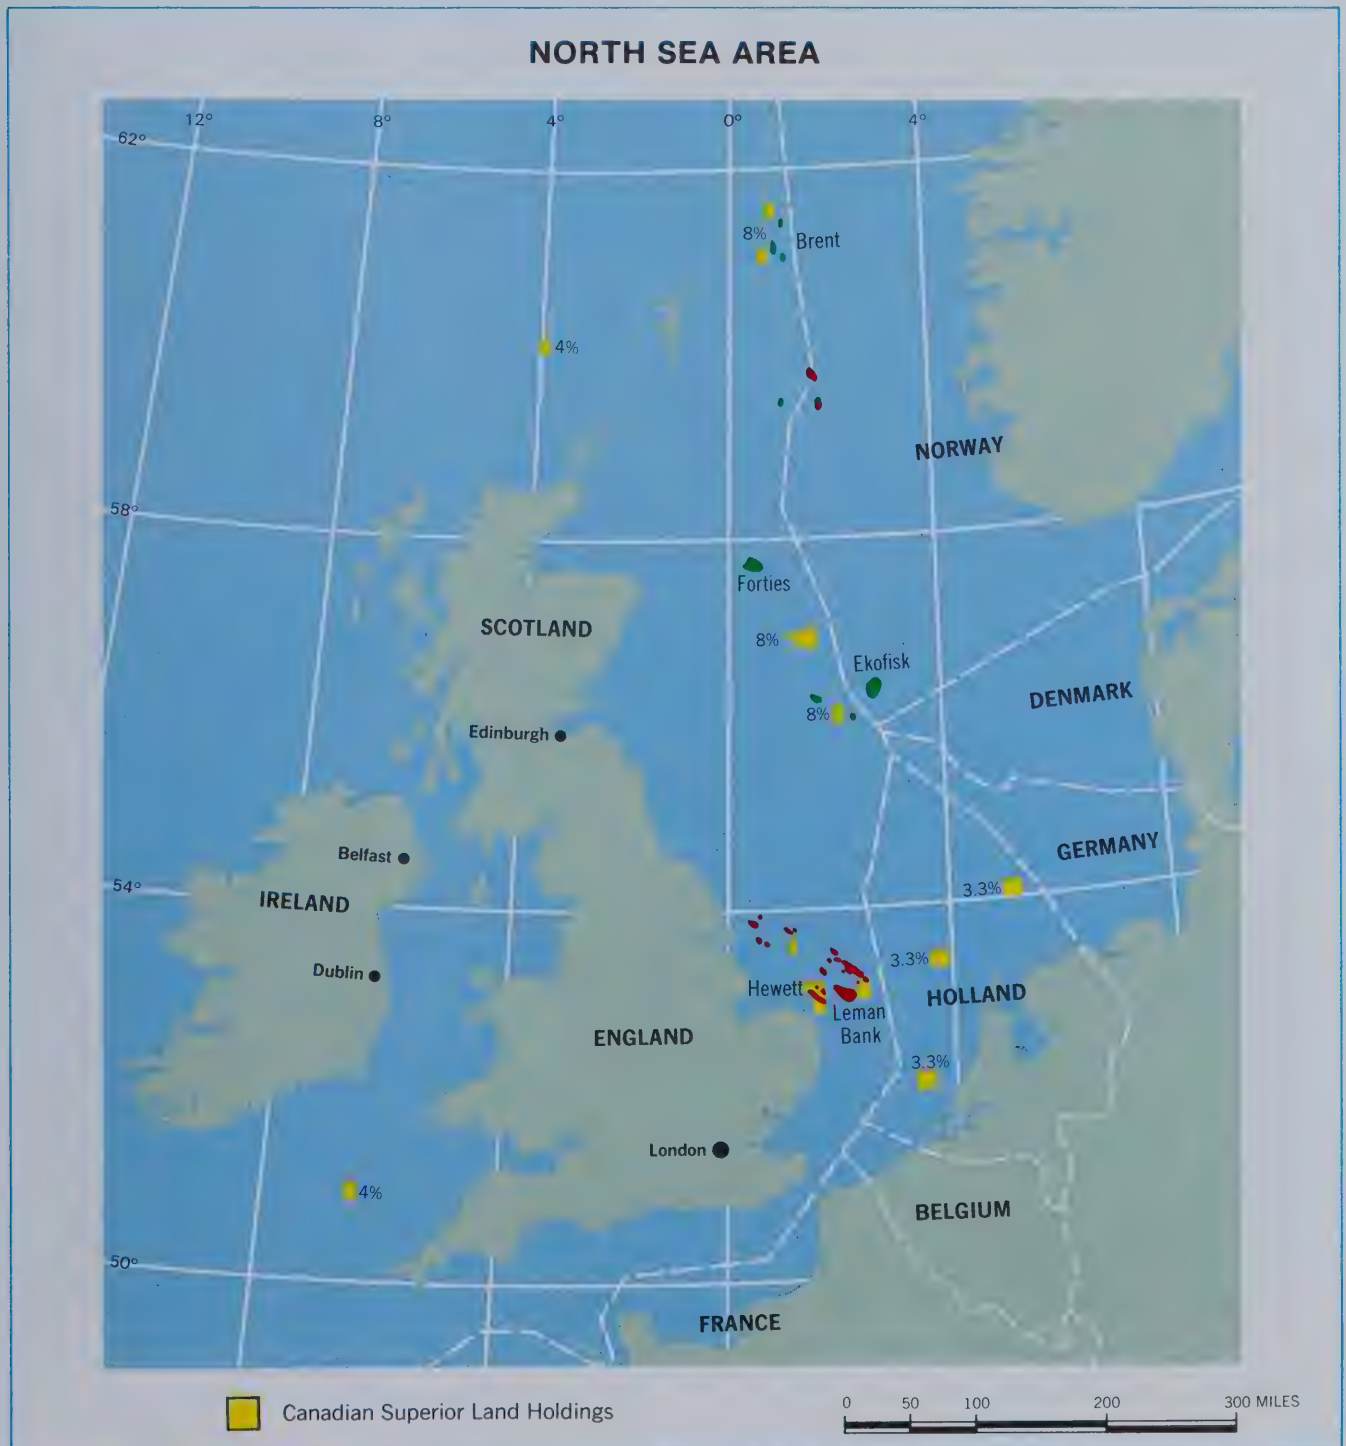 NORTH SEA AREA
12° 8° 4° 0° 4°
62°
8%
Brent
4%
NORWAY
58°
Forties
SCOTLAND
8%
Ekofisk
DENMARK
8%
Edinburgh
GERMANY
Belfast
54°
3.3%
IRELAND
3.3%
Dublin
Hewett
HOLLAND
Leman
Bank
ENGLAND
3.3%
London
4%
BELGIUM
50°
FRANCE
Canadian Superior Land Holdings
0 50 100 200 300 MILES